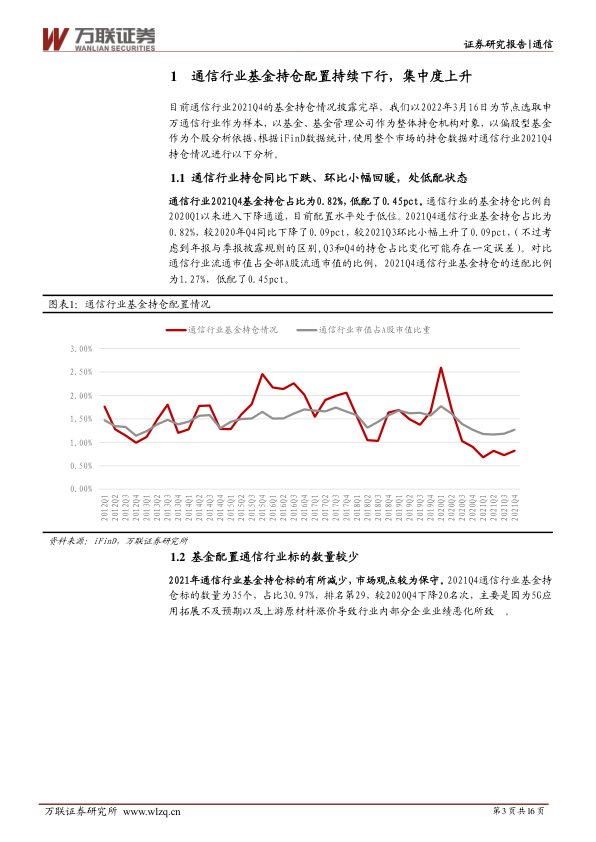 万联证券
WANLIAN SECURITIES
证券研究报告|通信
1 通信行业基金持仓配置持续下行，集中度上升
目前通信行业2021Q4的基金持仓情况披露完毕，我们以2022年3月16日为节点选取申
万通信行业作为样本，以基金、基金管理公司作为整体持仓机构对象，以偏股型基金
作为个股分析依据,根据iFinD数据统计，使用整个市场的持仓数据对通信行业2021Q4
持仓情况进行以下分析。
1.1 通信行业持仓同比下跌、环比小幅回暖，处低配状态
通信行业2021Q4基金持仓占比为0.82%，低配了0.45pct。通信行业的基金持仓比例自
2020Q1以来进入下降通道，目前配置水平处于低位。2021Q4通信行业基金持仓占比为
0.82%，较2020年Q4同比下降了0.09pct，较2021Q3环比小幅上升了0.09pct，(不过考
虑到年报与季报披露规则的区别,Q3和Q4的持仓占比变化可能存在一定误差)。对比
通信行业流通市值占全部A股流通市值的比例，2021Q4通信行业基金持仓的适配比例
为1.27%，低配了0.45pct。
图表1：通信行业基金持仓配置情况
通信行业基金持仓情况 通信行业市值占A股市值比重
3.00%
2.50%
2.00%
1.50%
1.00%
0.50%
0.00%
2012Q1 2012Q2 2012Q3 2012Q4 2013Q1 2013Q2 2013Q3 2013Q4 2014Q1 2014Q2 2014Q3 2014Q4 2015Q1 2015Q2 2015Q3 2015Q4 2016Q1 2016Q2 2016Q3 2016Q4 2017Q1 2017Q2 2017Q3 2017Q4 2018Q1 2018Q2 2018Q3 2018Q4 2019Q1 2019Q2 2019Q3 2019Q4 2020Q1 2020Q2 2020Q3 2020Q4 2021Q1 2021Q2 2021Q3 2021Q4
资料来源：iFinD，万联证券研究所
1.2 基金配置通信行业标的数量较少
2021年通信行业基金持仓标的有所减少，市场观点较为保守。2021Q4通信行业基金持
仓标的数量为35个，占比30.97%，排名第29，较2020Q4下降20名次，主要是因为5G应
用拓展不及预期以及上游原材料涨价导致行业内部分企业业绩恶化所致 。
万联证券研究所 www.wlzq.cn
第3页共16页